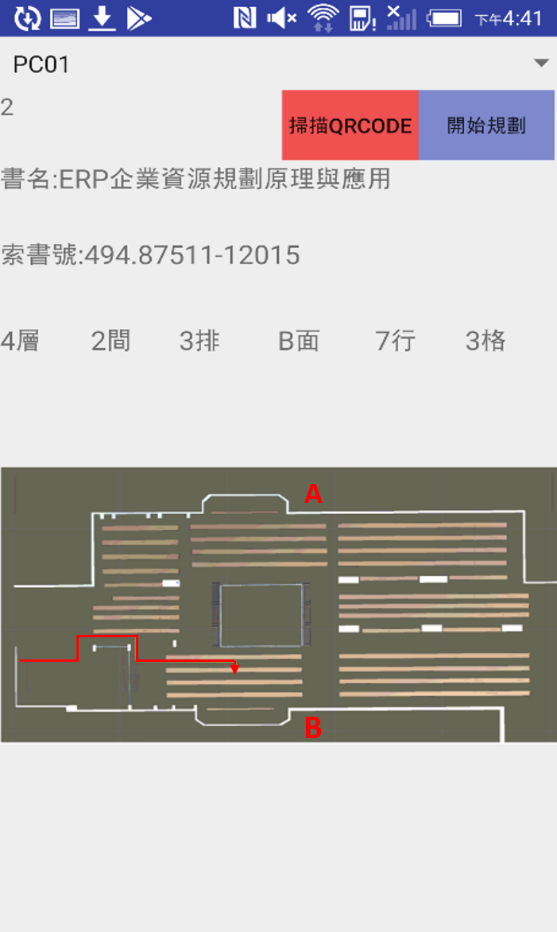 下午4:41
PC01
2
掃描QRCODE
開始規劃
書名:ERP企業資源規劃原理與應用
索書號:494.87511-12015
4層 2間 3排 B面 7行 3格
A
B